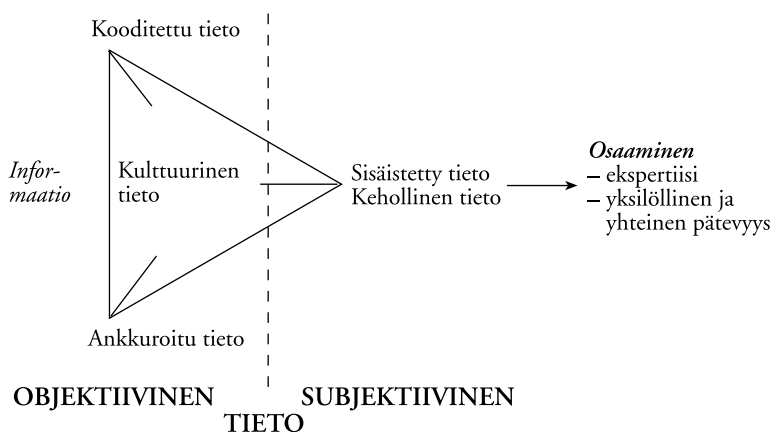 Kooditettu tieto
Infor-
maatio
Kulttuurinen
tieto
Sisäistetty tieto
Kehollinen tieto
Osaaminen
– ekspertiisi
– yksilöllinen ja
yhteinen pätevyys
Ankkuroitu tieto
OBJEKTIIVINEN
SUBJEKTIIVINEN
TIETO